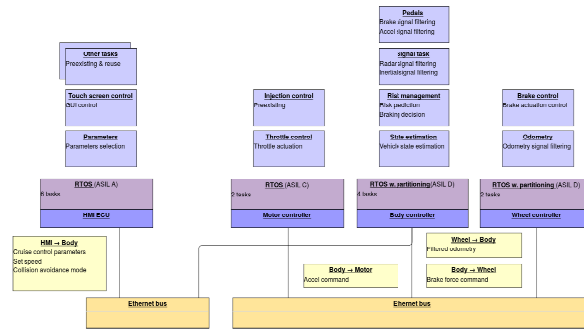 Pedals
Brake signal filtering
Accel signal filtering
Other tasks
Preexisting & reuse
Signal task
Radar signal filtering
Inertial signal filtering
Touch screen control
GUI control
Injection control
Preexisting
Risk management
Risk prediction
Braking decision
Brake control
Brake actuation control
Parameters
Parameters selection
Throttle control
Throttle actuation
State estimation
Vehicle state estimation
Odometry
Odometry signal filtering
RTOS (ASIL A)
6 tasks
HMI ECU
RTOS (ASIL C)
2 tasks
Motor controller
RTOS w. partitioning (ASIL D)
4 tasks
Body controller
RTOS w. partitioning (ASIL D)
2 tasks
Wheel controller
HMI → Body
Cruise control parameters
Set speed
Collision avoidance mode
Wheel → Body
Filtered odometry
Body → Motor
Accel command
Body → Wheel
Brake force command
Ethernet bus
Ehernet bus